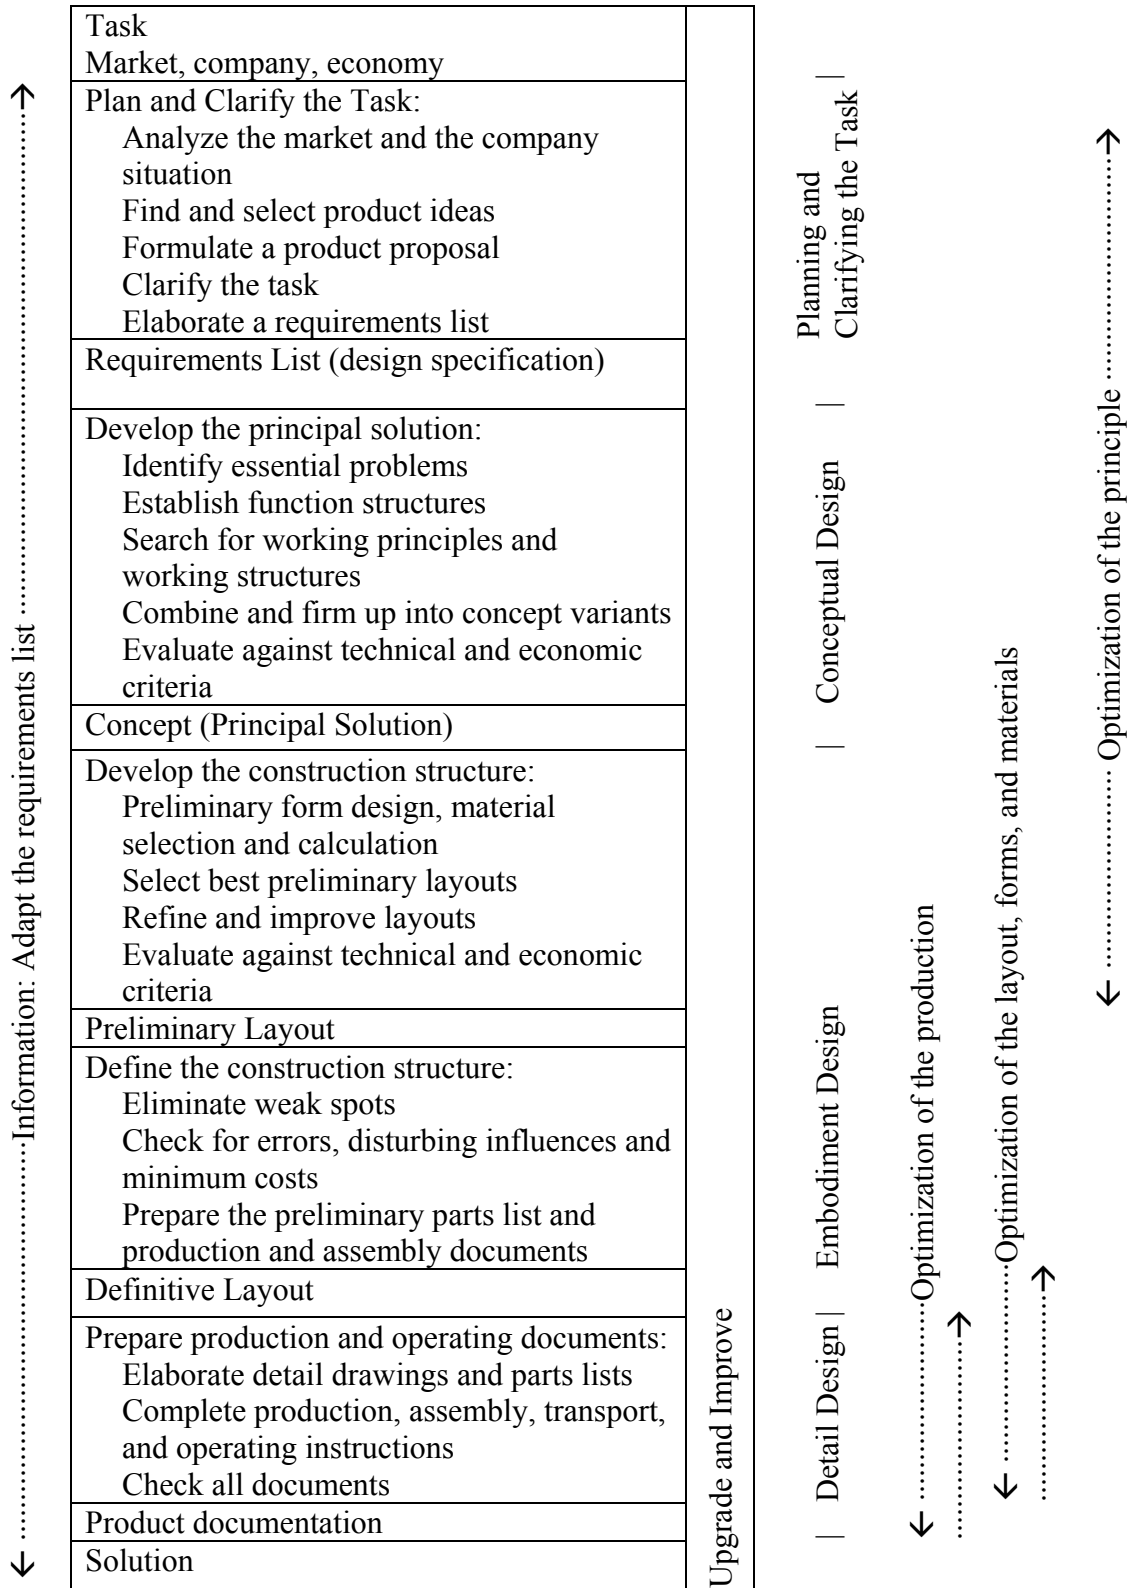 Task
Market, company, economy
Plan and Clarify the Task:
Analyze the market and the company
situation
Find and select product ideas
Formulate a product proposal
Clarify the task
Elaborate a requirements list
Requirements List (design specification)
Develop the principal solution:
Identify essential problems
Establish function structures
Search for working principles and
working structures
Combine and firm up into concept variants
Evaluate against technical and economic
criteria
Concept (Principal Solution)
Develop the construction structure:
Preliminary form design, material
selection and calculation
Select best preliminary layouts
Refine and improve layouts
Evaluate against technical and economic
criteria
Preliminary Layout
Define the construction structure:
Eliminate weak spots
Check for errors, disturbing influences and
minimum costs
Prepare the preliminary parts list and
production and assembly documents
Definitive Layout
Prepare production and operating documents:
Elaborate detail drawings and parts lists
Complete production, assembly, transport,
and operating instructions
Check all documents
Product documentation
Solution
Information: Adapt the requirements list
Upgrade and Improve
Planning and
Clarifying the Task
Conceptual Design
Embodiment Design
Detail Design
Optimization of the production
Optimization of the layout, forms, and materials
Optimization of the principle